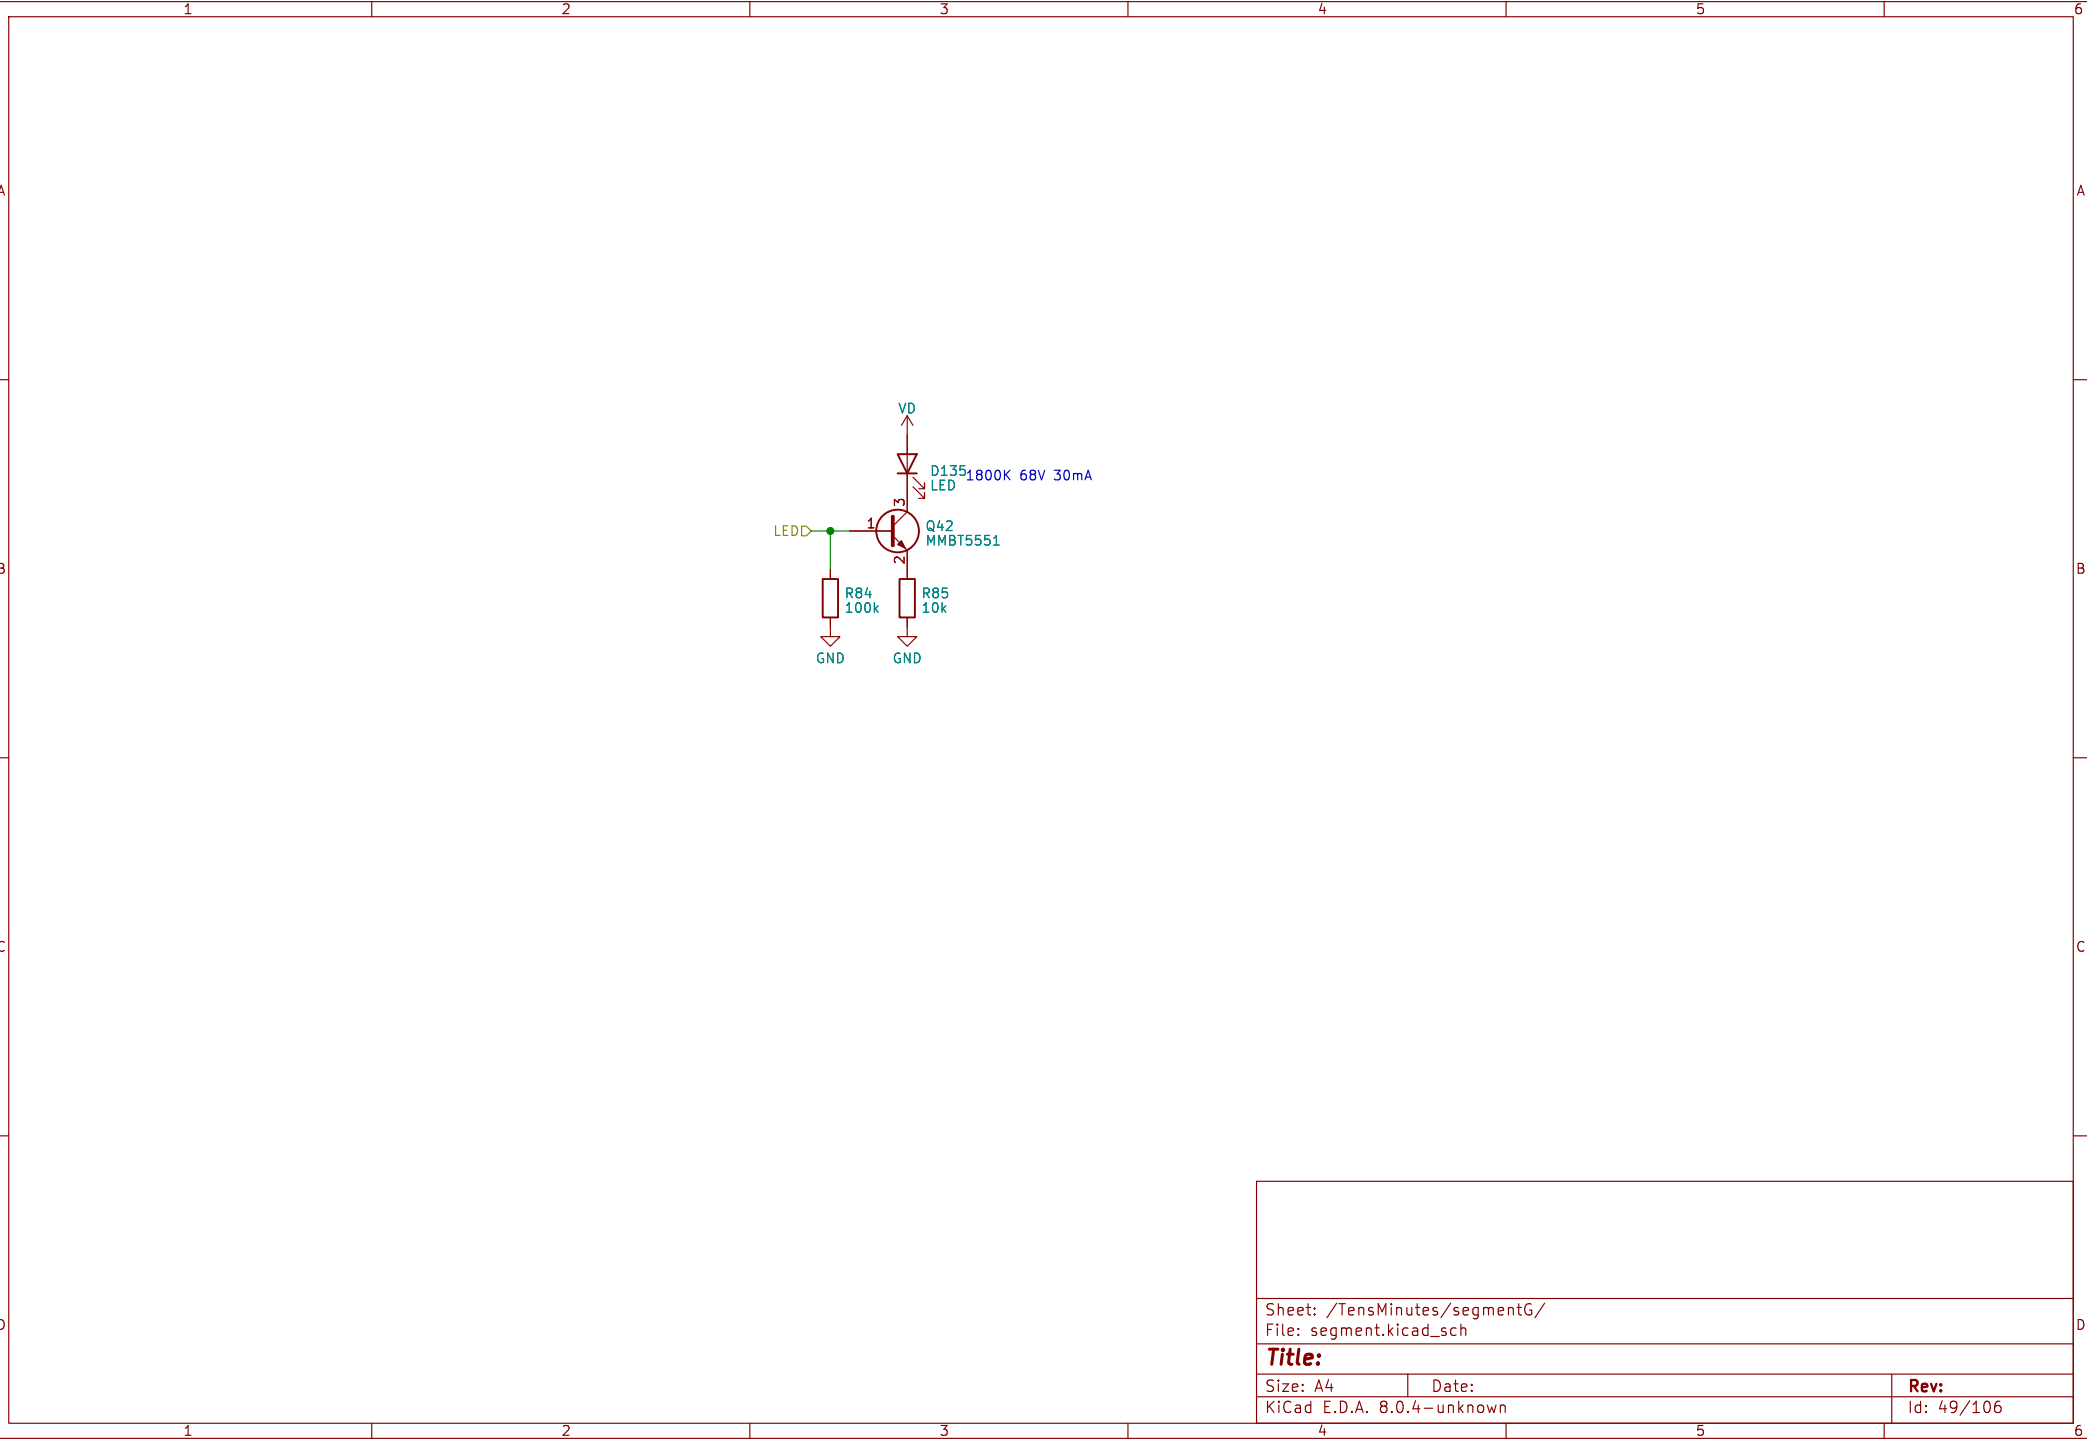 1 2 3 4 5 6
A A
VD
D135
LED
1800K 68V 30mA
3
LED
1
Q42
MMBT5551
2
B B
R84
100k
R85
10k
GND GND
C C
Sheet: /TensMinutes/segmentG/
File: segment.kicad_sch
D D
Title:
Size: A4 Date: Rev:
KiCad E.D.A. 8.0.4-unknown Id: 49/106
1 2 3 4 5 6